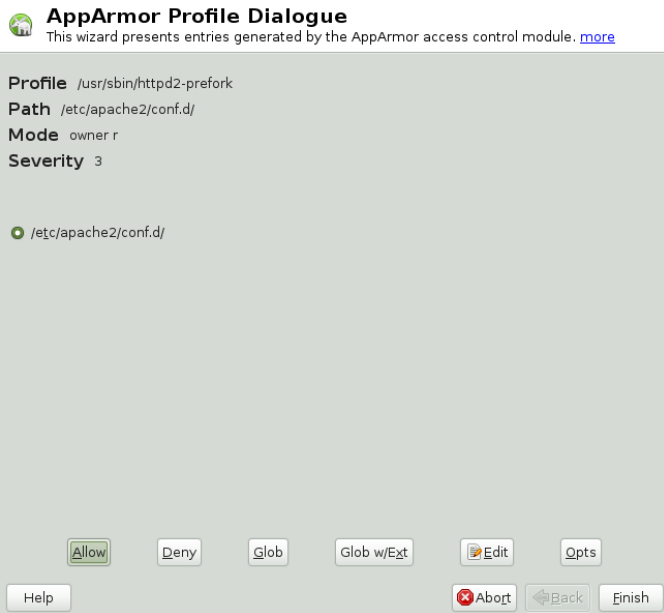 AppArmor Profile Dialogue
This wizard presents entries generated by the AppArmor access control module. more
Profile /usr/sbin/httpd2-prefork
Path /etc/apache2/conf.d/
Mode owner r
Severity 3
/etc/apache2/conf.d/
Allow Deny Glob Glob w/Ext Edit Opts
Help Abort Back Finish